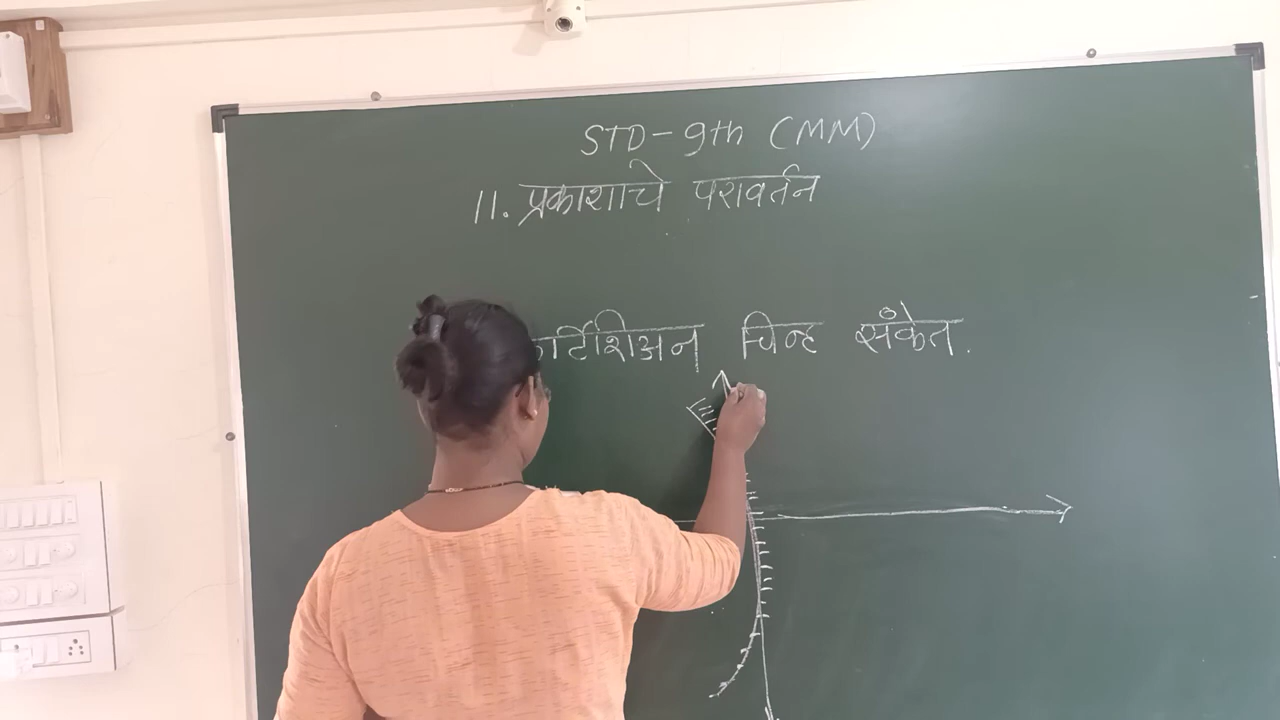 STD-9th (MM)
11. प्रकाशाचे परावर्तन
चिन्ह संकेत.